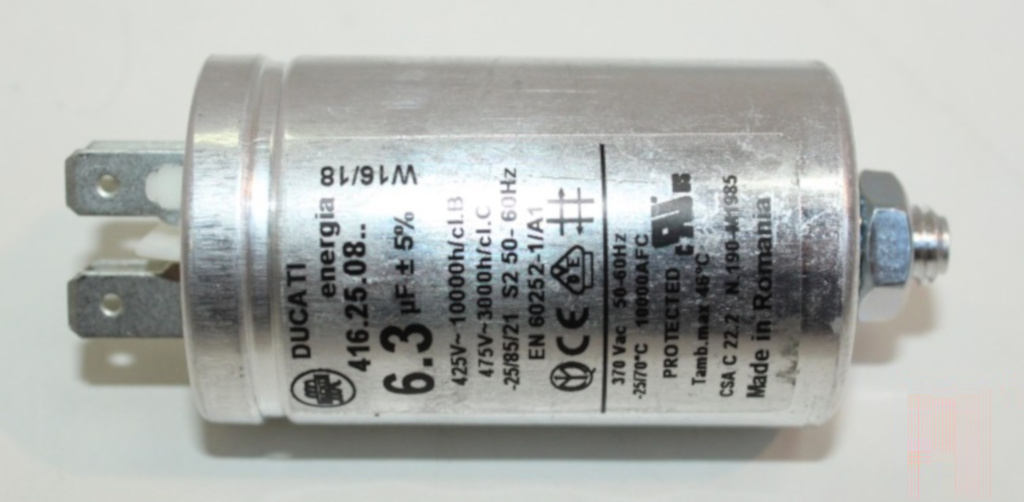 DUCATI
energia W16/18
416.25.08..
6.3 µF ± 5%
425V~10000h/cl.B
475V~3000h/cl.C
-25/85/21 S2 50-60Hz
EN 60252-1/A1
CE
370 Vac 50-60Hz
-25/70°C 10000AFC
PROTECTED
Tamb.max 46°C
CSA C 22.2 N.190-M1985
Made in Romania